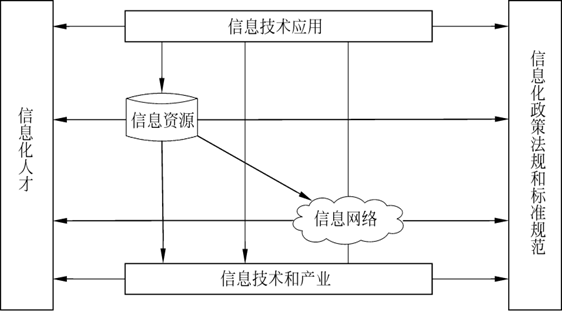 信息技术应用
信息化人才
信息资源
信息网络
信息技术和产业
信息化政策法规和标准规范